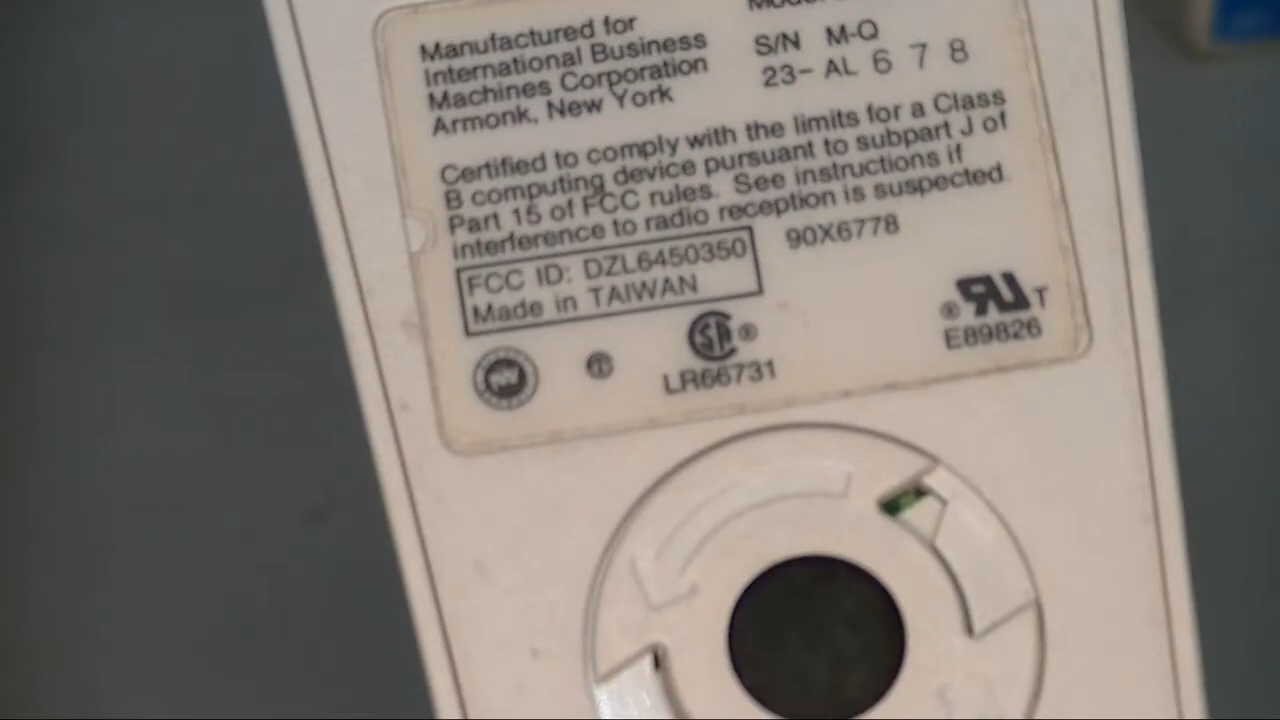 Manufactured for
International Business
Machines Corporation
Armonk, New York
S/N M-Q
23- AL 6 7 8
Certified to comply with the limits for a Class
B computing device pursuant to subpart J of
Part 15 of FCC rules. See instructions if
interference to radio reception is suspected.
FCC ID: DZL6450350
Made in TAIWAN
90X6778
LR66731
E89826